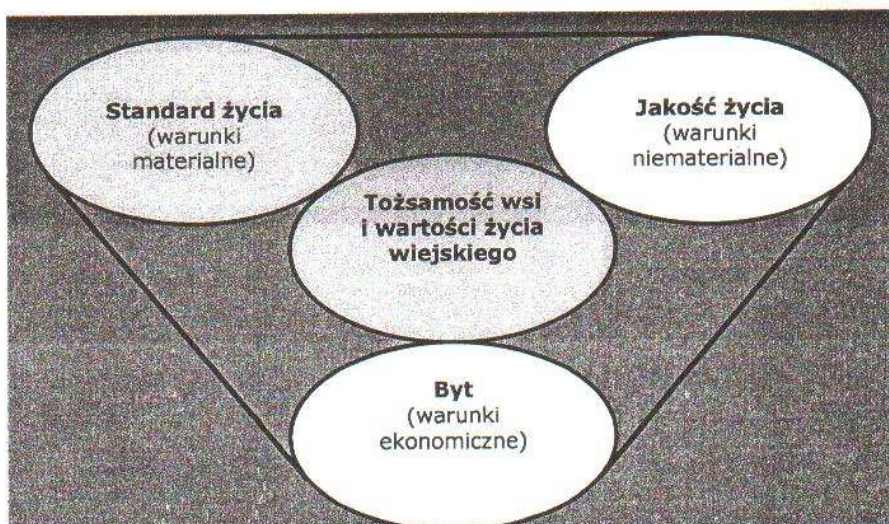 Standard życia
(warunki
materialne)
Jakość życia
(warunki
niematerialne)
Tożsamość wsi
i wartości życia
wiejskiego
Byt
(warunki
ekonomiczne)